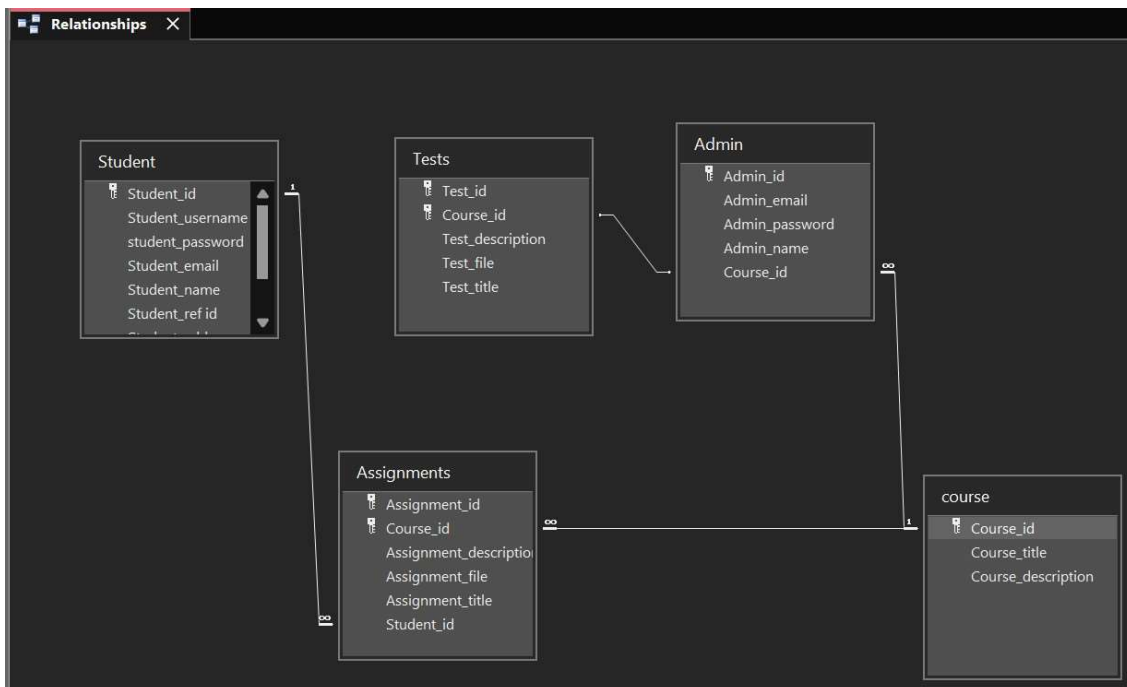 Relationships
Student
Student_id
Student_username
student_password
Student_email
Student_name
Student_ref id
Tests
Test_id
Course_id
Test_description
Test_file
Test_title
Admin
Admin_id
Admin_email
Admin_password
Admin_name
Course_id
1
∞
Assignments
Assignment_id
Course_id
Assignment_descriptio
Assignment_file
Assignment_title
Student_id
∞
∞
1
course
Course_id
Course_title
Course_description